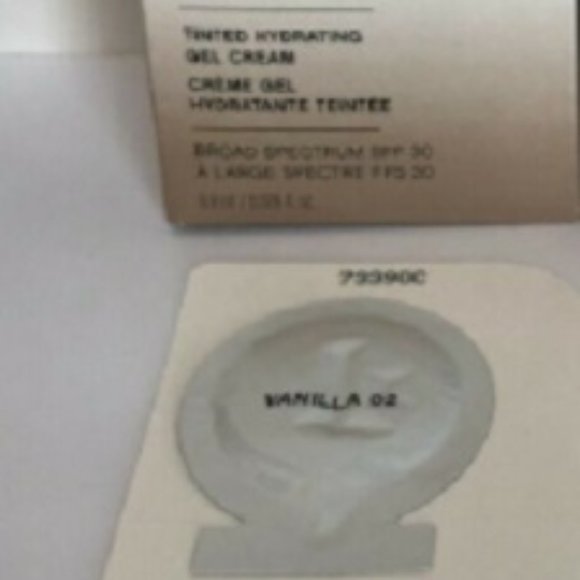 TINTED HYDRATING
GEL CREAM
CRÈME GEL
HYDRATANTE TEINTÉE
BROAD SPECTRUM SPF 30
À LARGE SPECTRE FPS 30
73390C
VANILLA 02